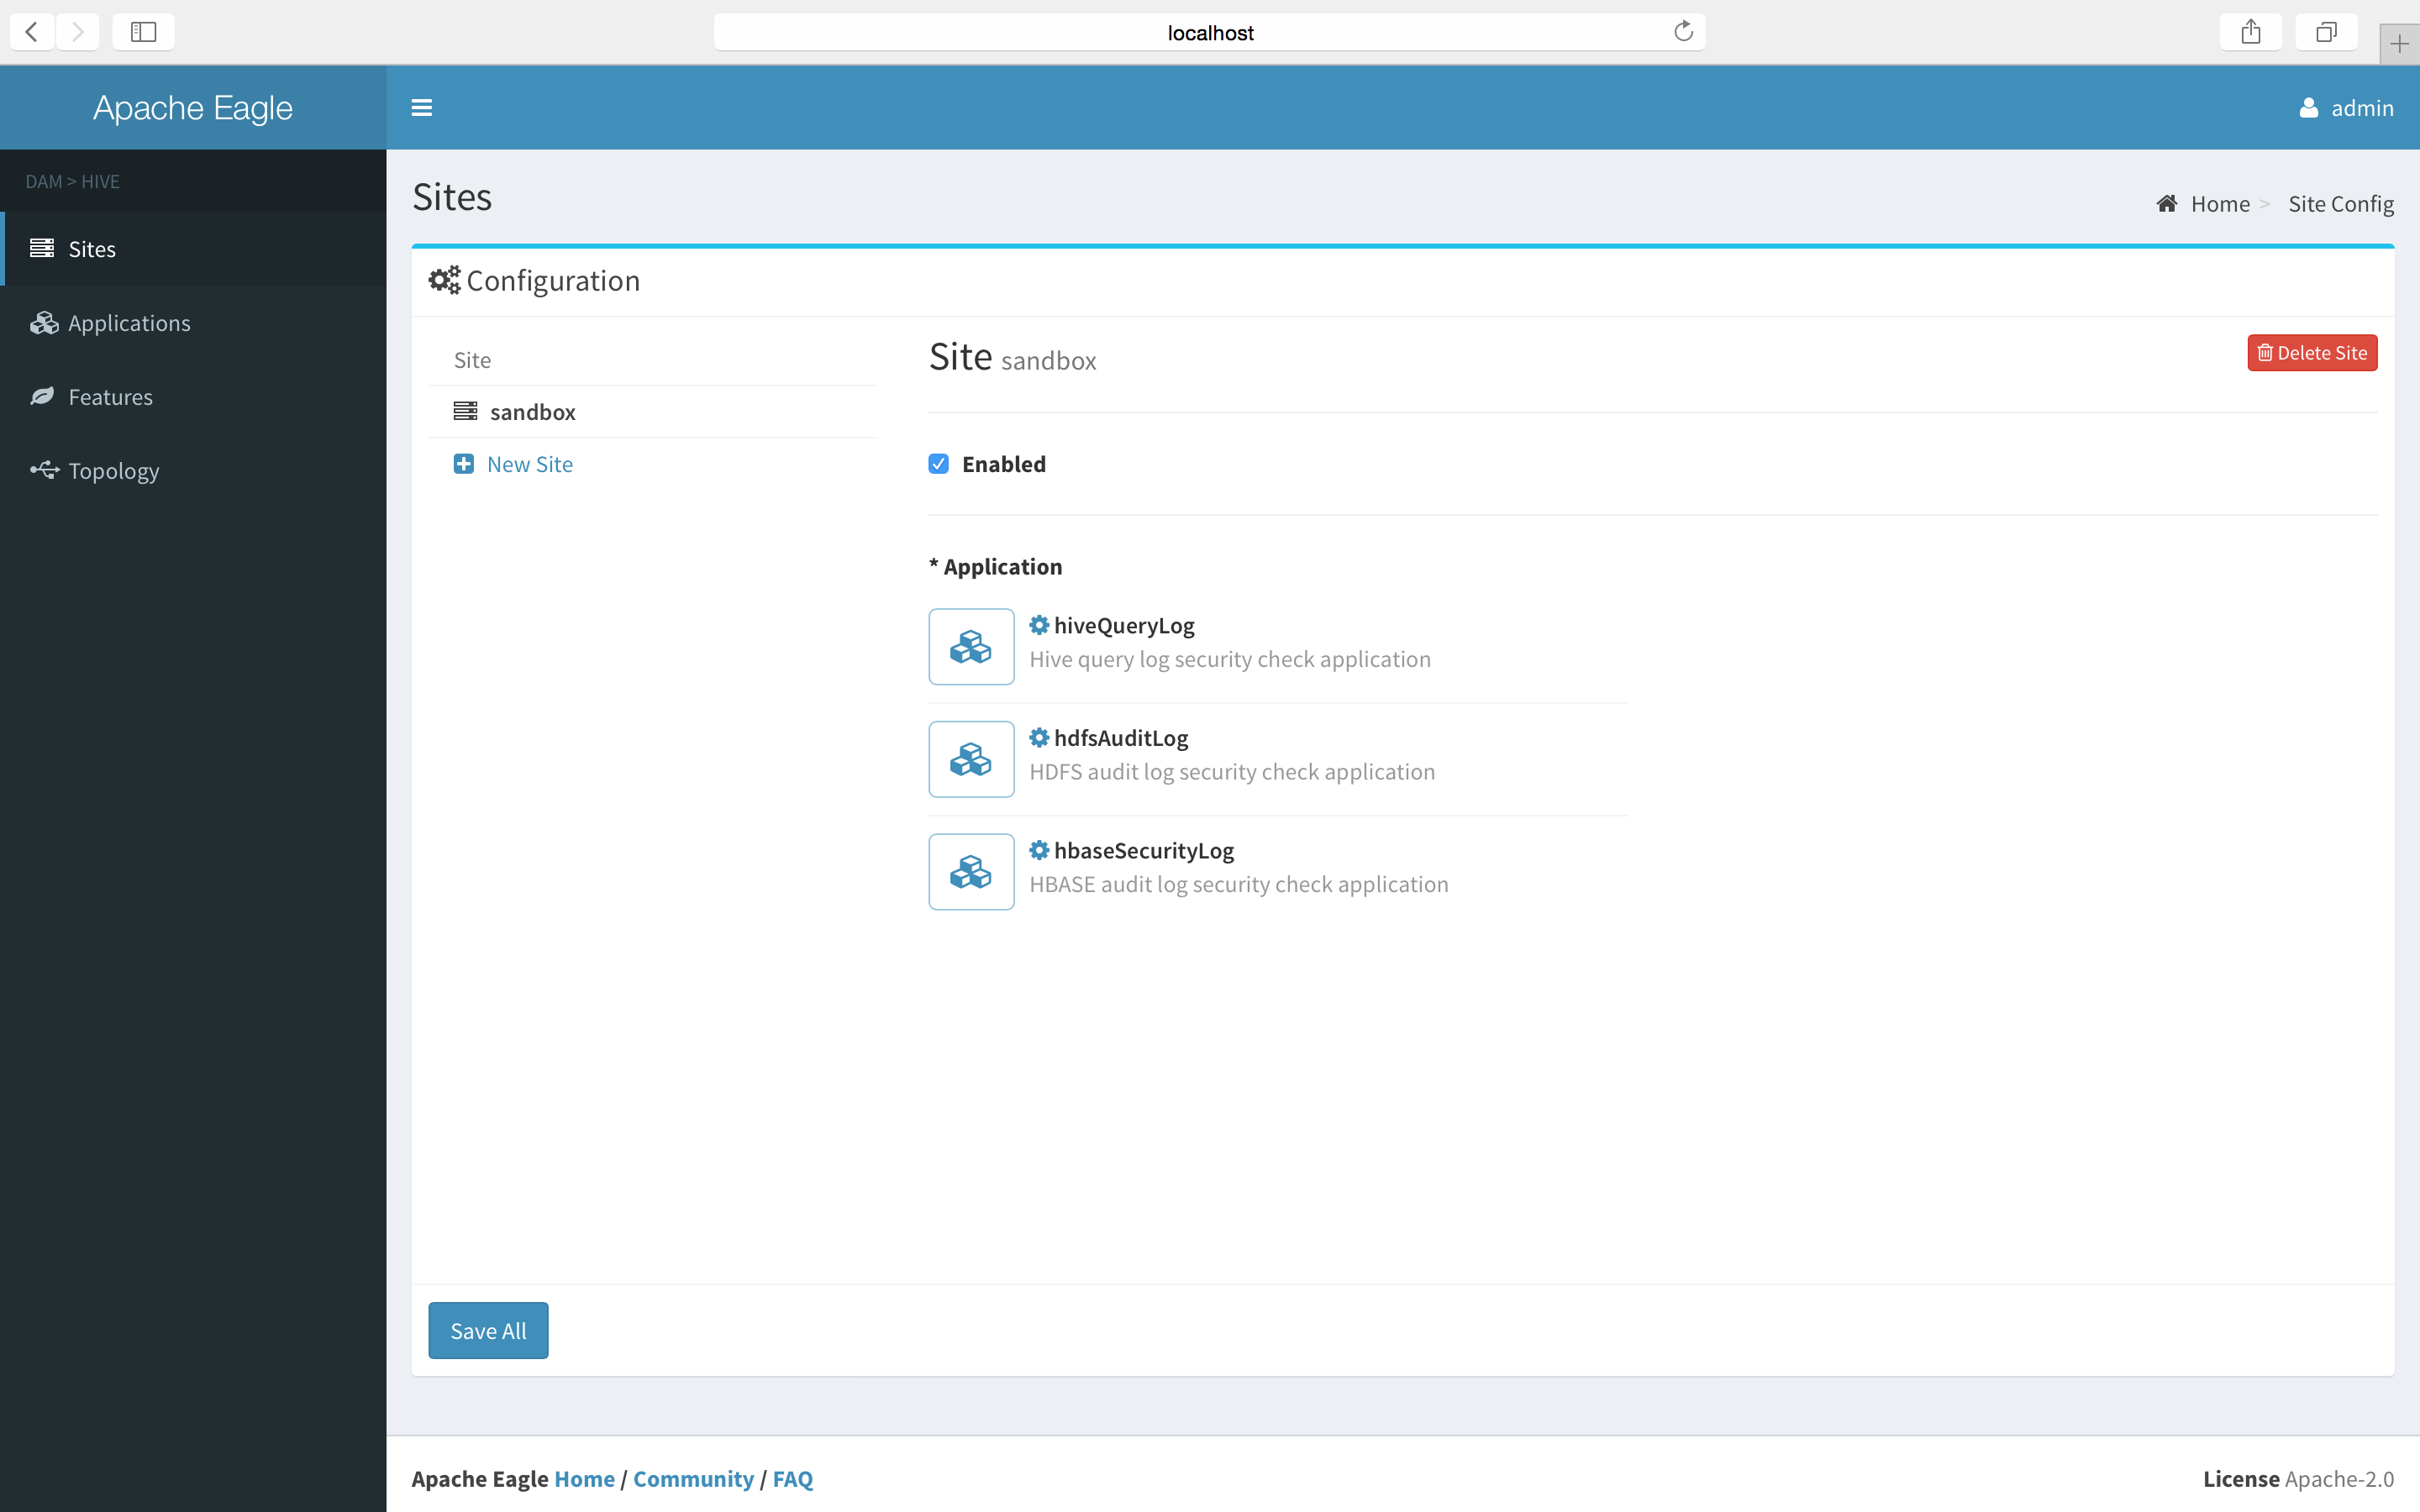 localhost
Apache Eagle
admin
DAM > HIVE
Sites
Applications
Features
Topology
Sites
Home > Site Config
Configuration
Site
sandbox
New Site
Site sandbox
Delete Site
Enabled
* Application
hiveQueryLog
Hive query log security check application
hdfsAuditLog
HDFS audit log security check application
hbaseSecurityLog
HBASE audit log security check application
Save All
Apache Eagle Home / Community / FAQ
License Apache-2.0